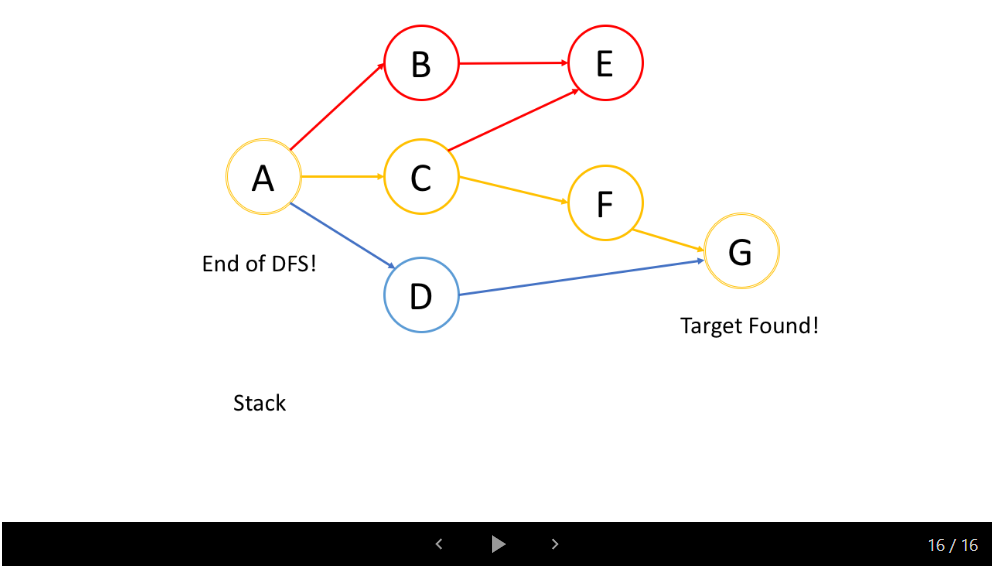 B
E
A
C
F
G
End of DFS!
D
Target Found!
Stack
16 / 16